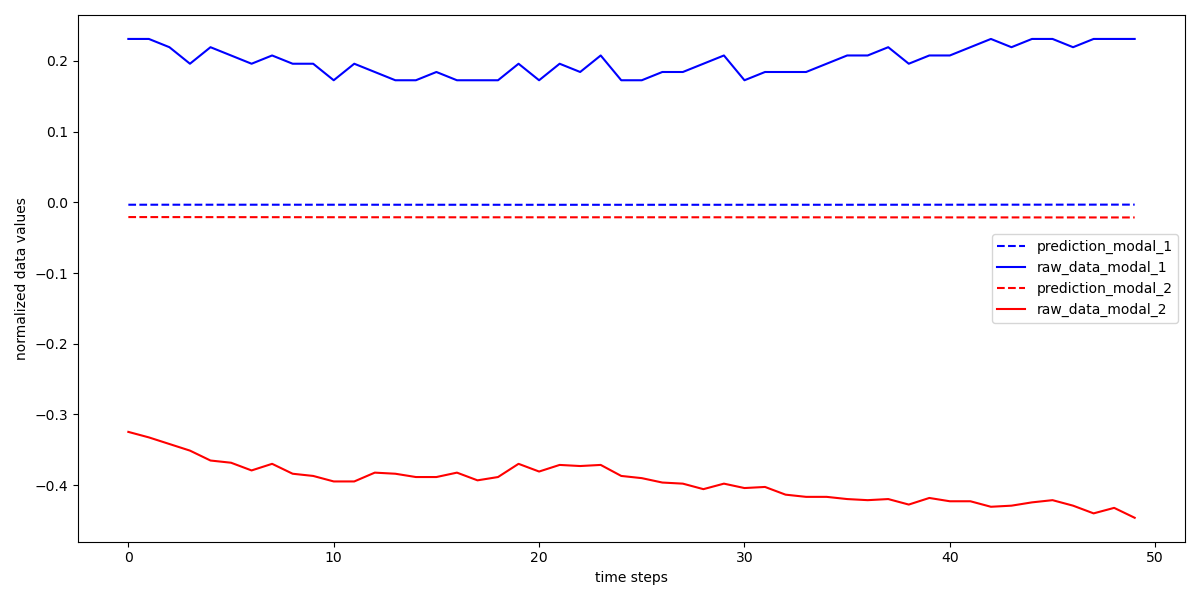 0.2
0.1
0.0
−0.1
−0.2
−0.3
−0.4
normalized data values
prediction_modal_1
raw_data_modal_1
prediction_modal_2
raw_data_modal_2
0 10 20 30 40 50
time steps